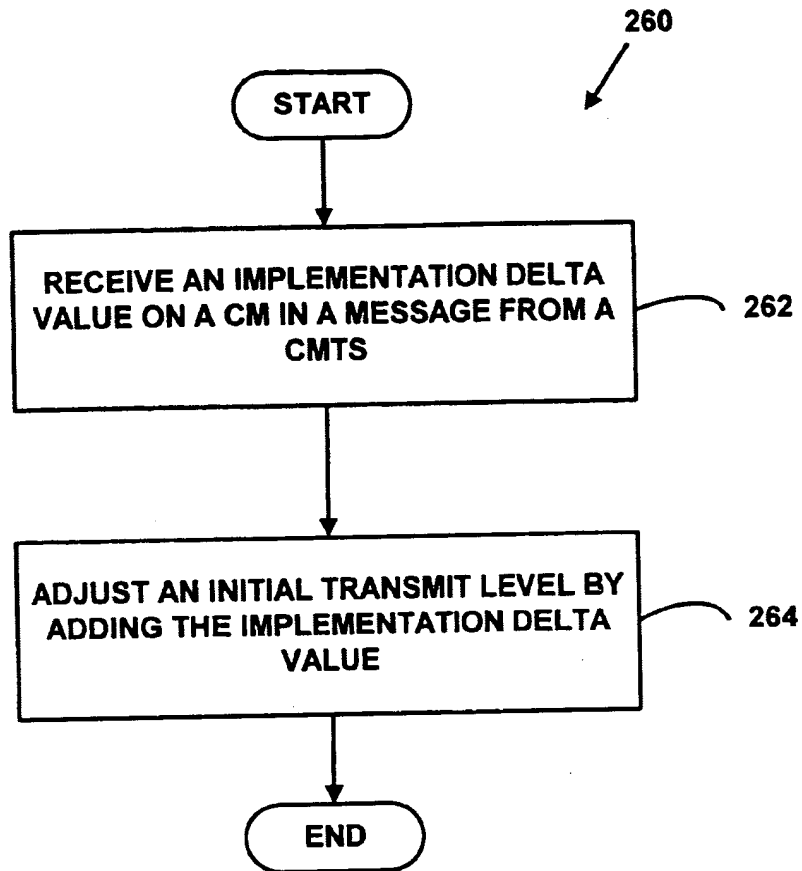 260
START
RECEIVE AN IMPLEMENTATION DELTA
VALUE ON A CM IN A MESSAGE FROM A
CMTS
262
ADJUST AN INITIAL TRANSMIT LEVEL BY
ADDING THE IMPLEMENTATION DELTA
VALUE
264
END